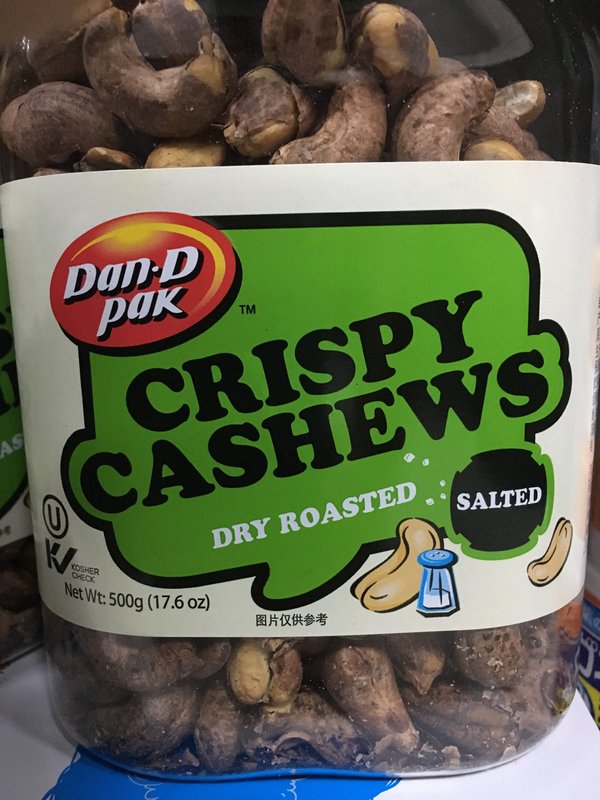 Dan-D
pak
TM
CRISPY
CASHEWS
DRY ROASTED
SALTED
U
KV
KOSHER
CHECK
Net Wt: 500g (17.6 oz)
图片仅供参考